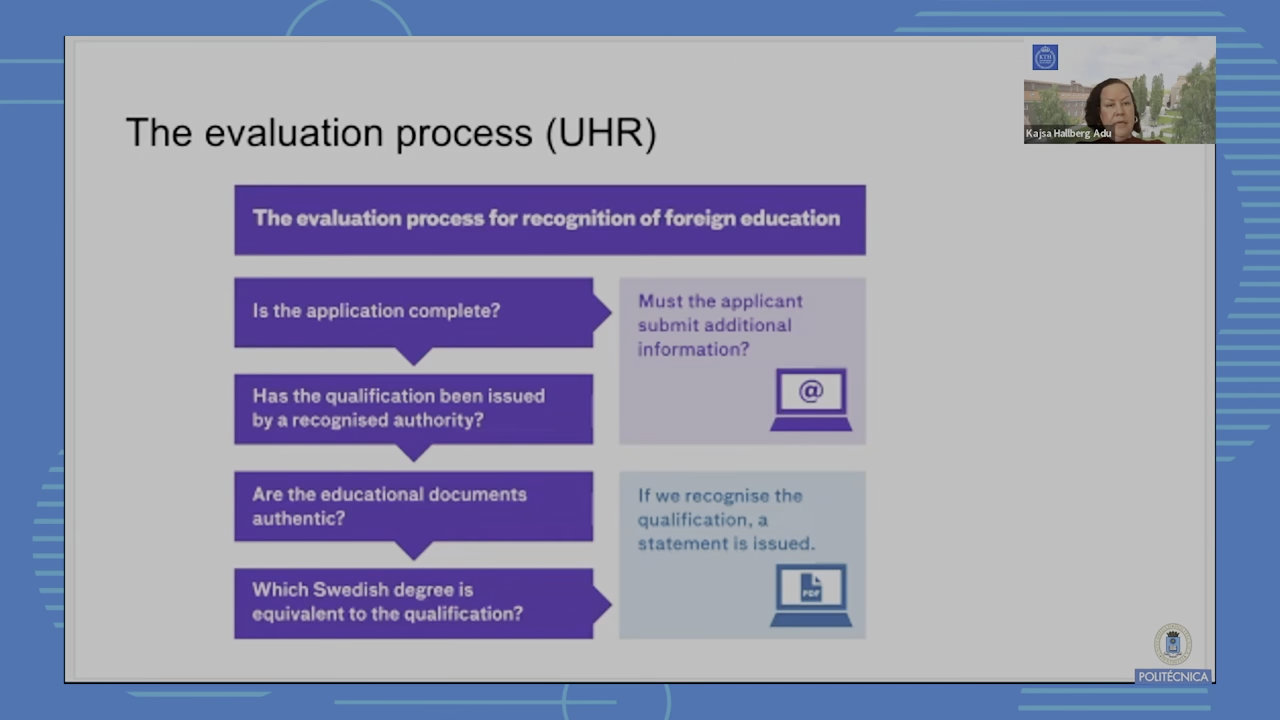 The evaluation process (UHR)
KTH
Kajsa Hallberg Adu
The evaluation process for recognition of foreign education
Is the application complete?
Must the applicant
submit additional
information?
@
Has the qualification been issued
by a recognised authority?
Are the educational documents
authentic?
If we recognise the
qualification, a
statement is issued.
PDF
Which Swedish degree is
equivalent to the qualification?
POLITÉCNICA